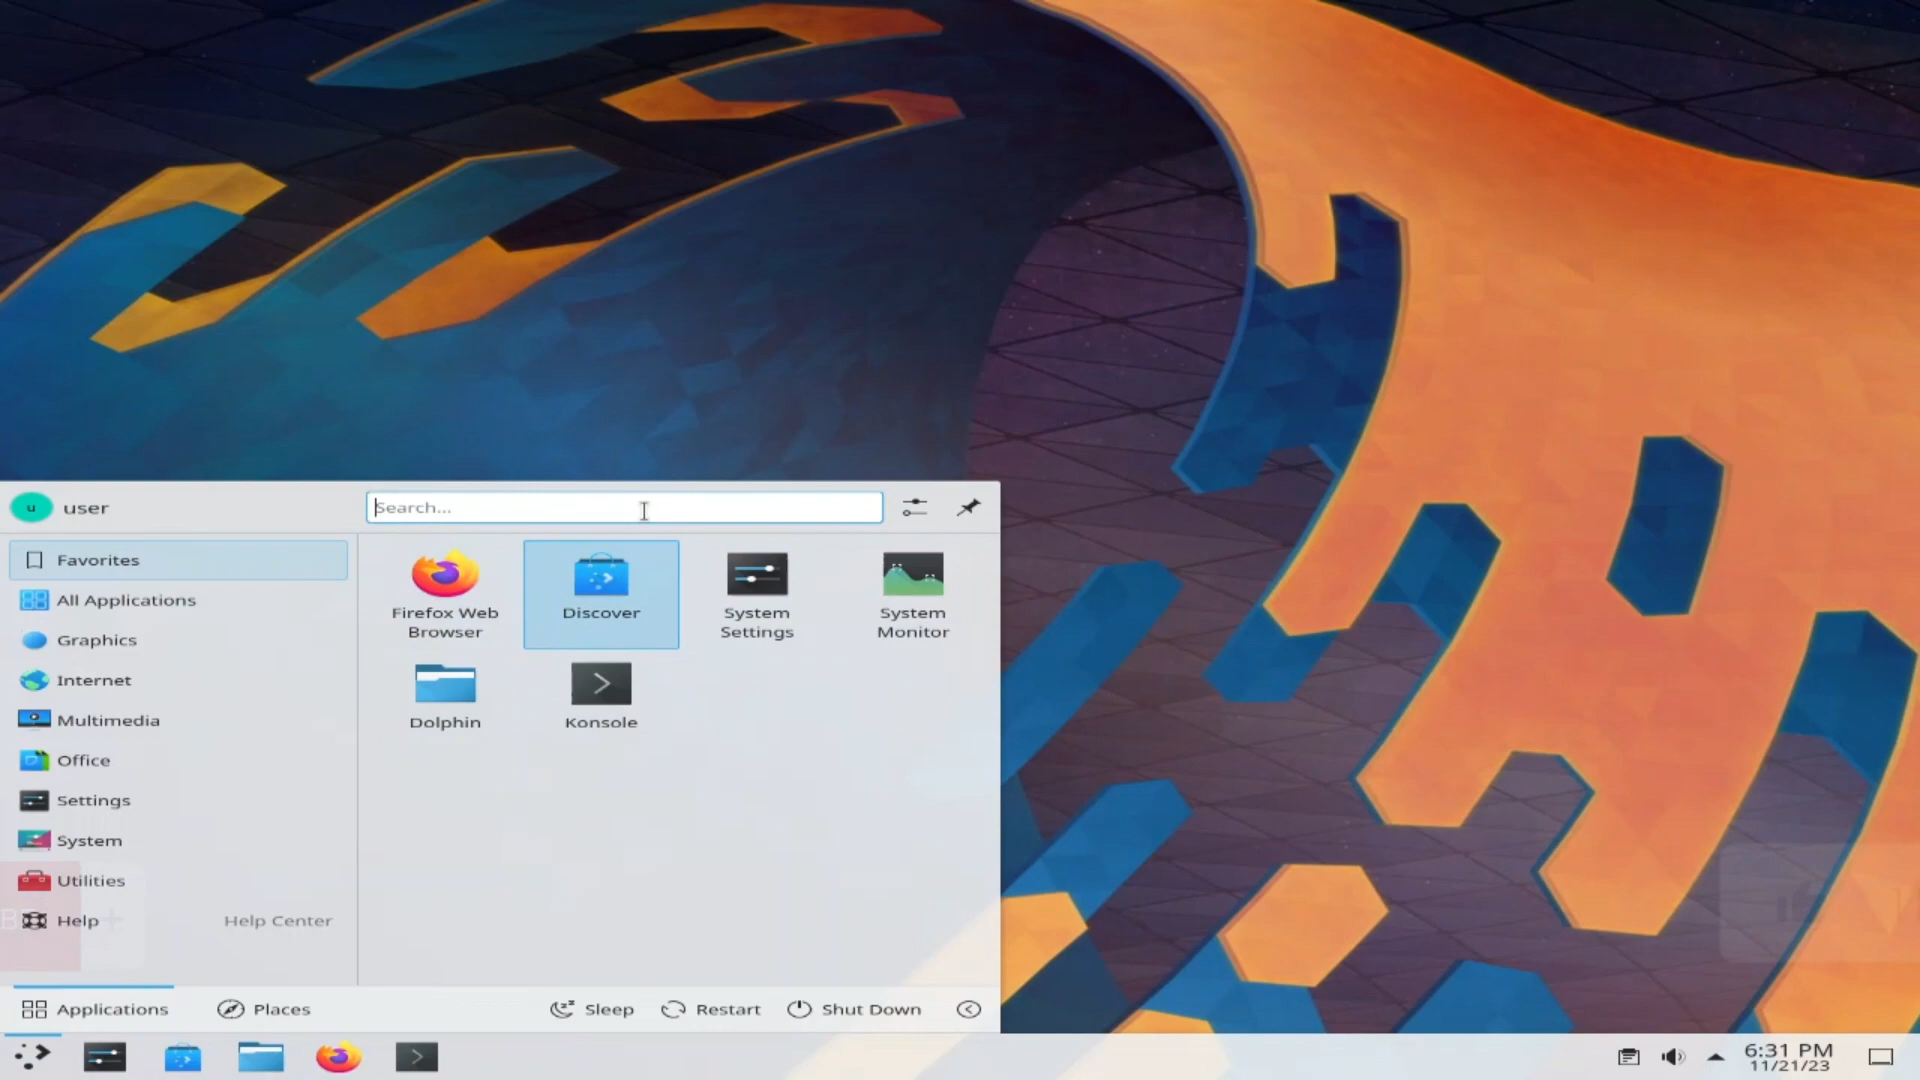 u user
Search...
Favorites
All Applications
Graphics
Internet
Multimedia
Office
Settings
System
Utilities
Help Help Center
Firefox Web
Browser
Discover
System
Settings
System
Monitor
Dolphin
Konsole
Applications Places Sleep Restart Shut Down
6:31 PM
11/21/23